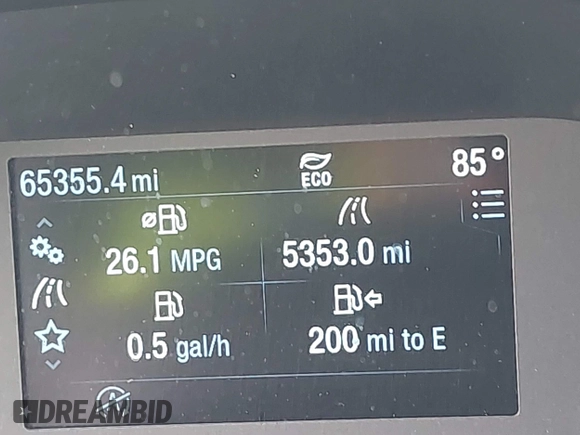 65355.4 mi
ECO
85°
26.1 MPG
5353.0 mi
0.5 gal/h
200 mi to E
DREAMBID